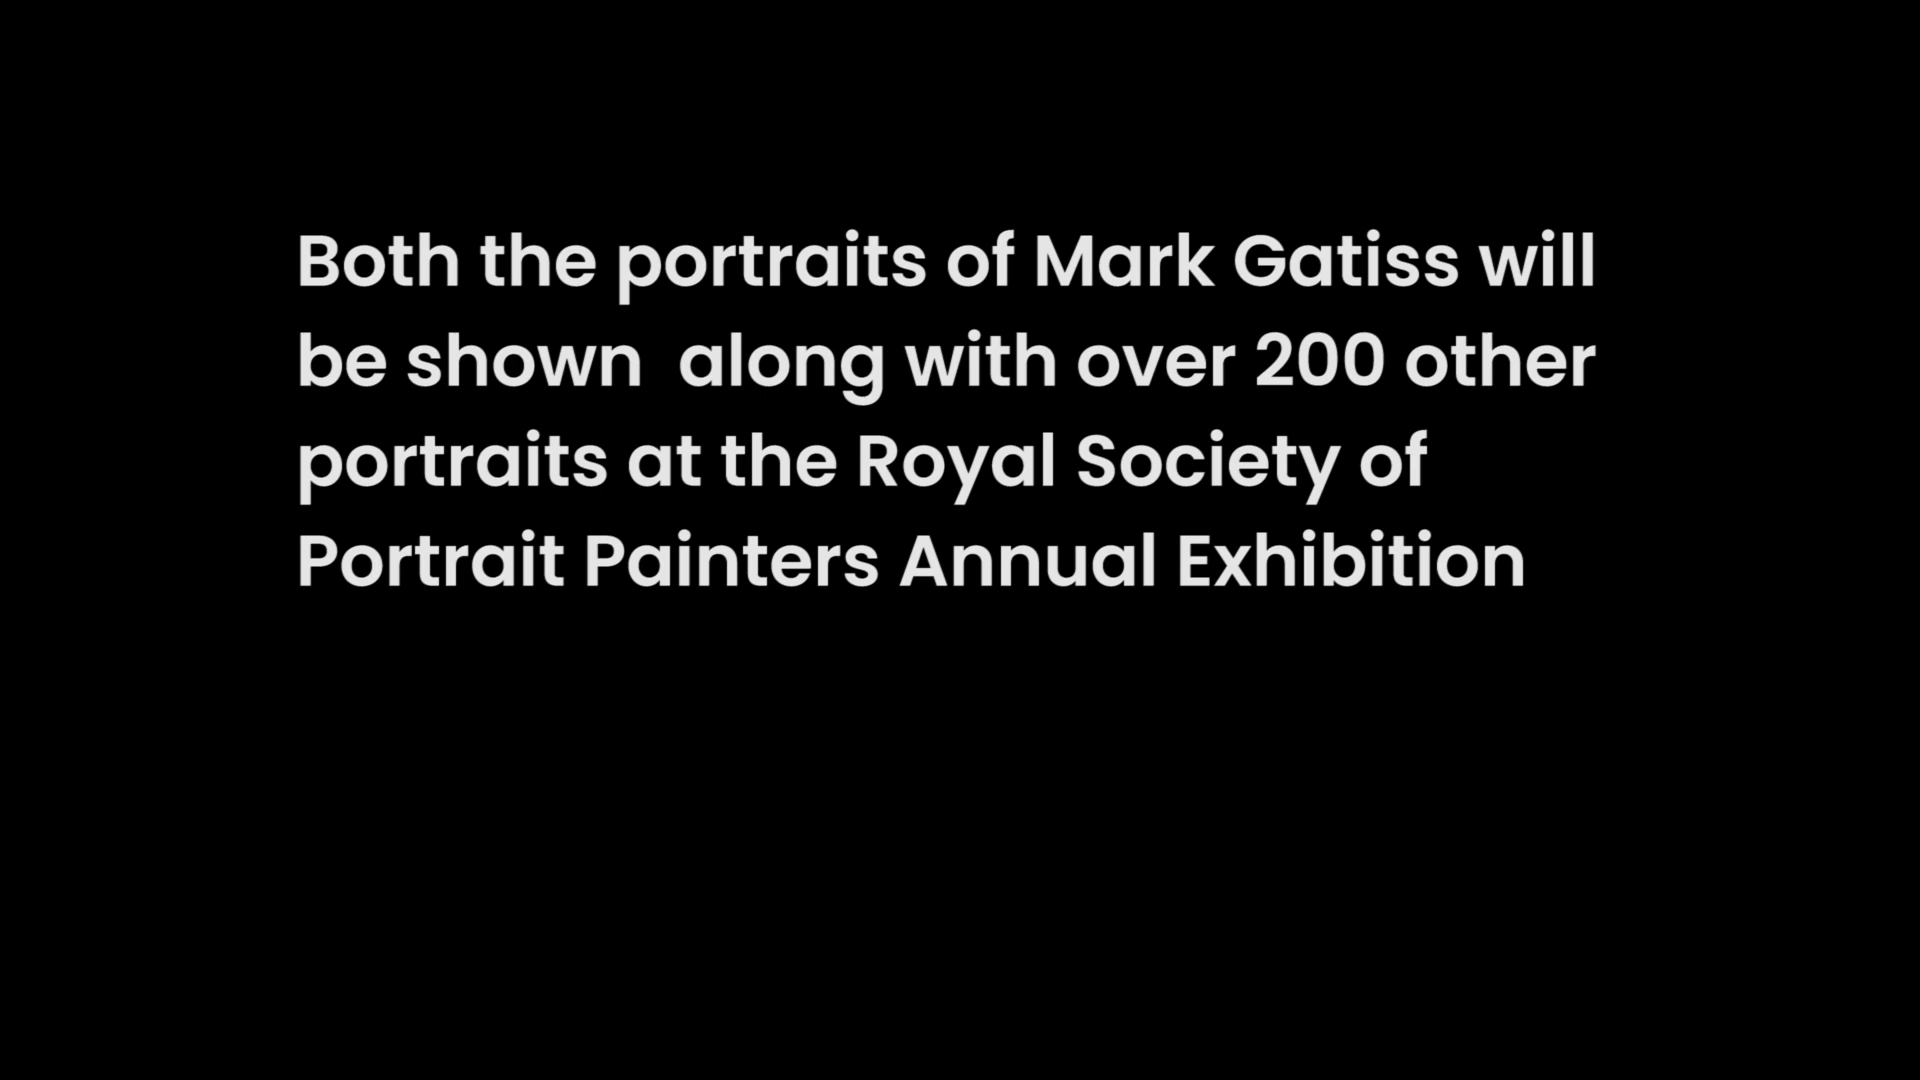 Both the portraits of Mark Gatiss will
be shown  along with over 200 other
portraits at the Royal Society of
Portrait Painters Annual Exhibition